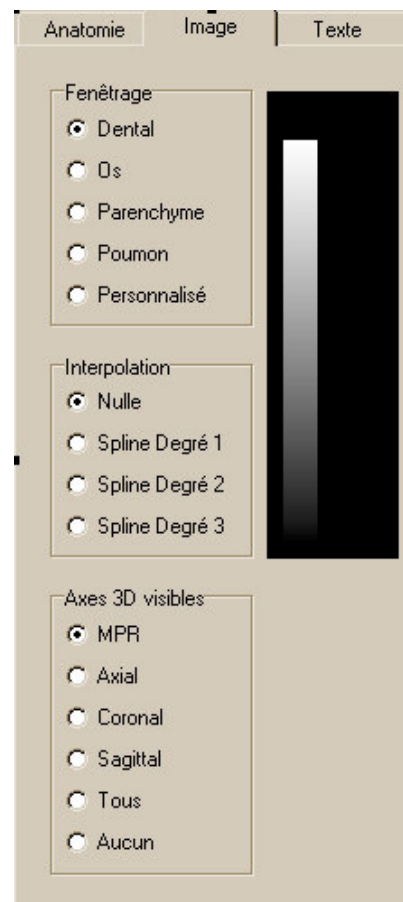 Anatomie Image Texte
Fenêtrage
Dental
Os
Parenchyme
Poumon
Personnalisé
Interpolation
Nulle
Spline Degré 1
Spline Degré 2
Spline Degré 3
Axes 3D visibles
MPR
Axial
Coronal
Sagittal
Tous
Aucun